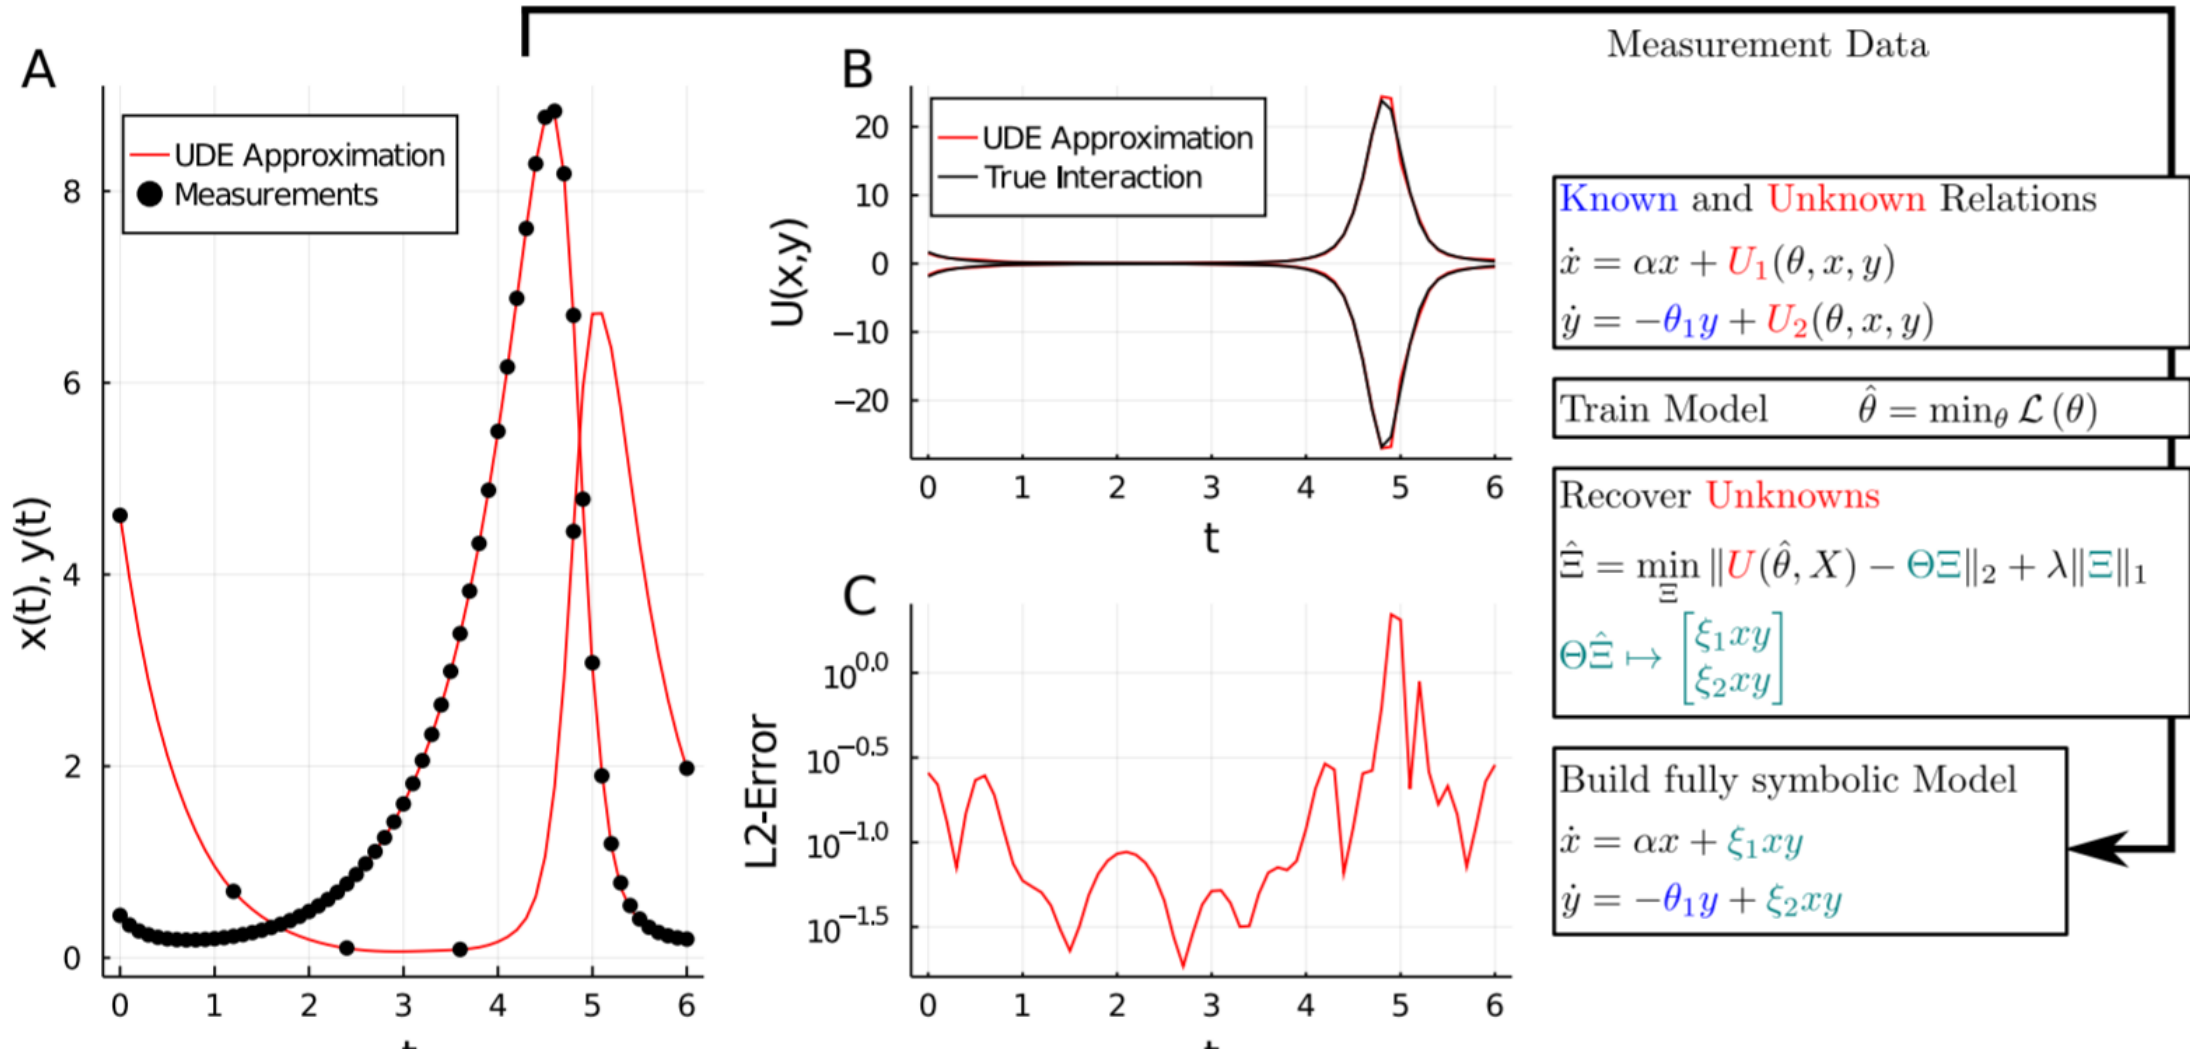 A
UDE Approximation
Measurements
x(t), y(t)
8
6
4
2
0
0 1 2 3 4 5 6
B
UDE Approximation
True Interaction
U(x,y)
20
10
0
−10
−20
0 1 2 3 4 5 6
t
C
L2-Error
10^{0.0}
10^{−0.5}
10^{−1.0}
10^{−1.5}
0 1 2 3 4 5 6
Measurement Data
Known and Unknown Relations
ẋ = αx + U₁(θ, x, y)
ẏ = −θ₁y + U₂(θ, x, y)
Train Model θ̂ = min_θ ℒ (θ)
Recover Unknowns
Ξ̂ = min_Ξ ‖U(θ̂, X) − ΘΞ‖₂ + λ‖Ξ‖₁
ΘΞ̂ ↦ [ξ₁xy
ξ₂xy]
Build fully symbolic Model
ẋ = αx + ξ₁xy
ẏ = −θ₁y + ξ₂xy